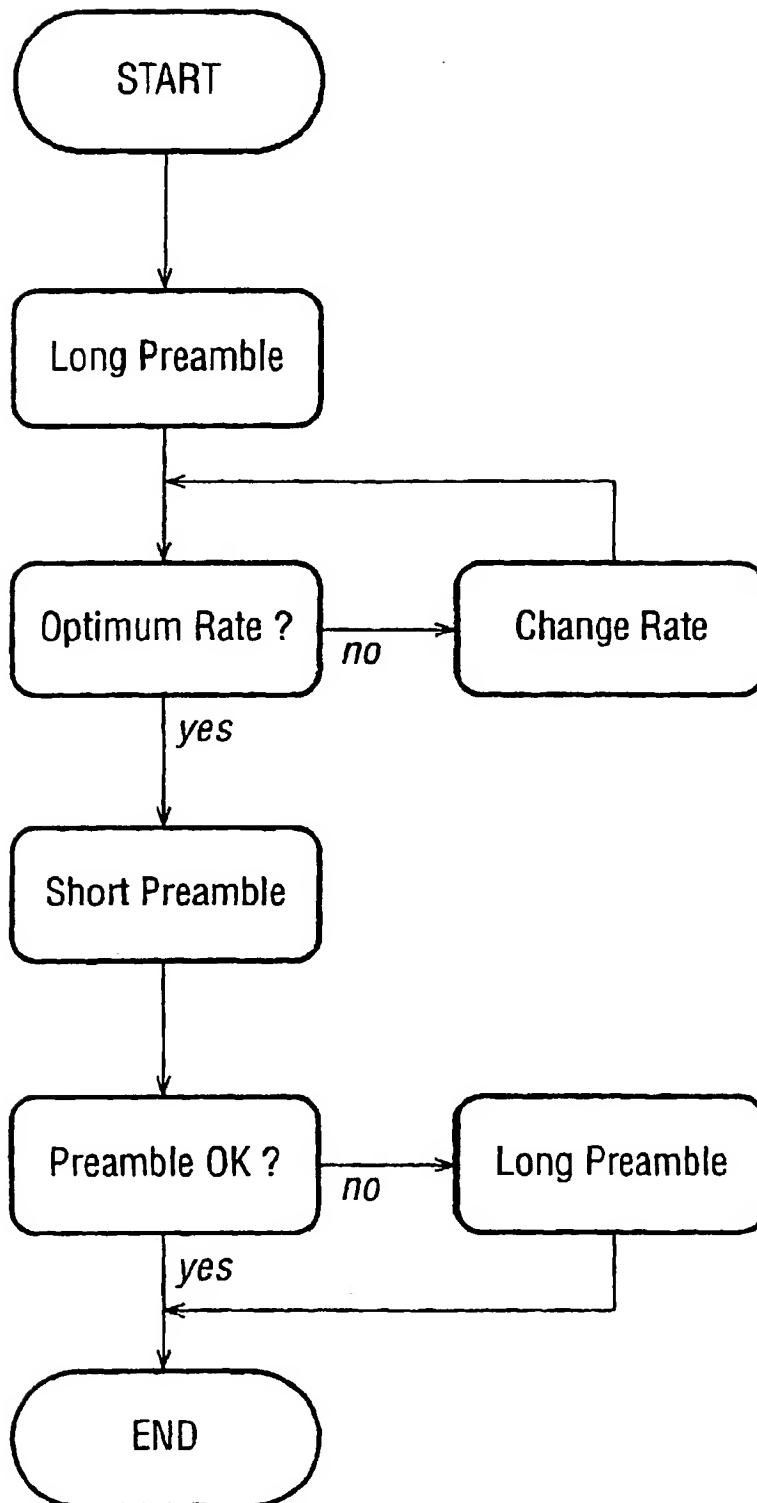 START
Long Preamble
Optimum Rate ?
no
Change Rate
yes
Short Preamble
Preamble OK ?
no
Long Preamble
yes
END